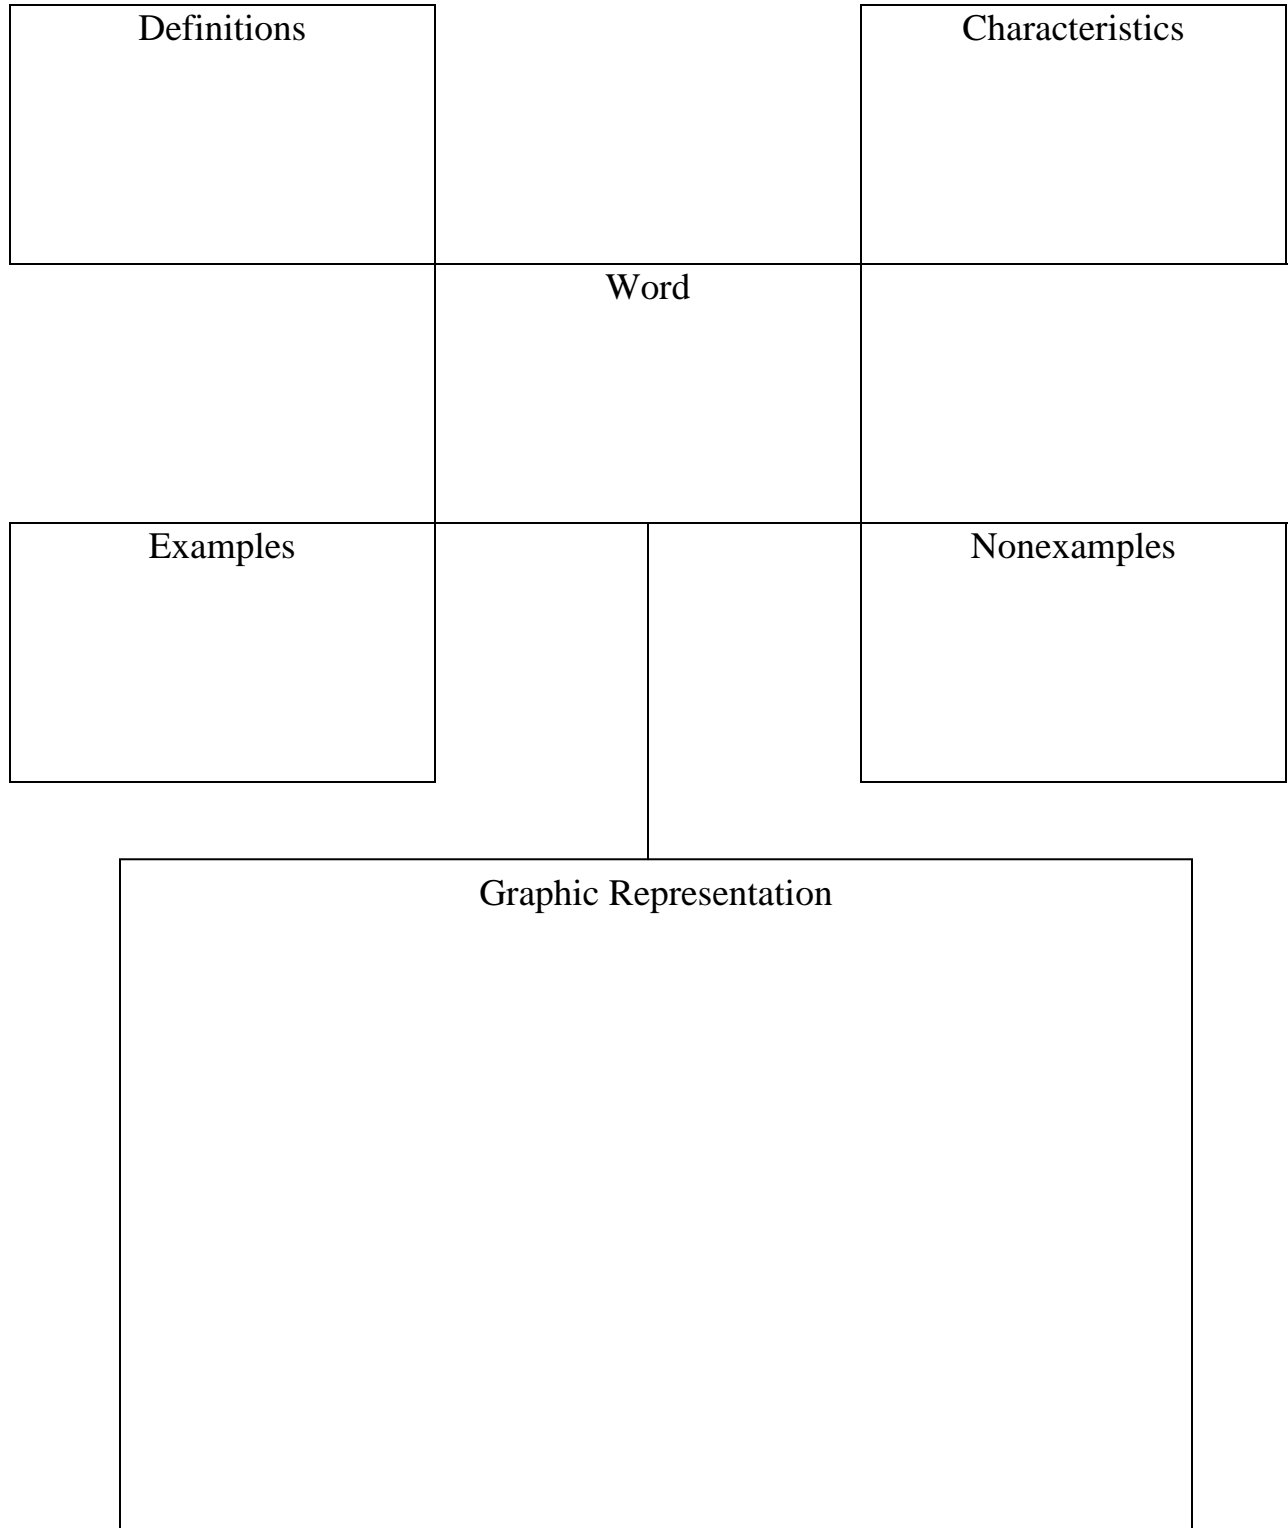 Definitions
Characteristics
Word
Examples
Nonexamples
Graphic Representation